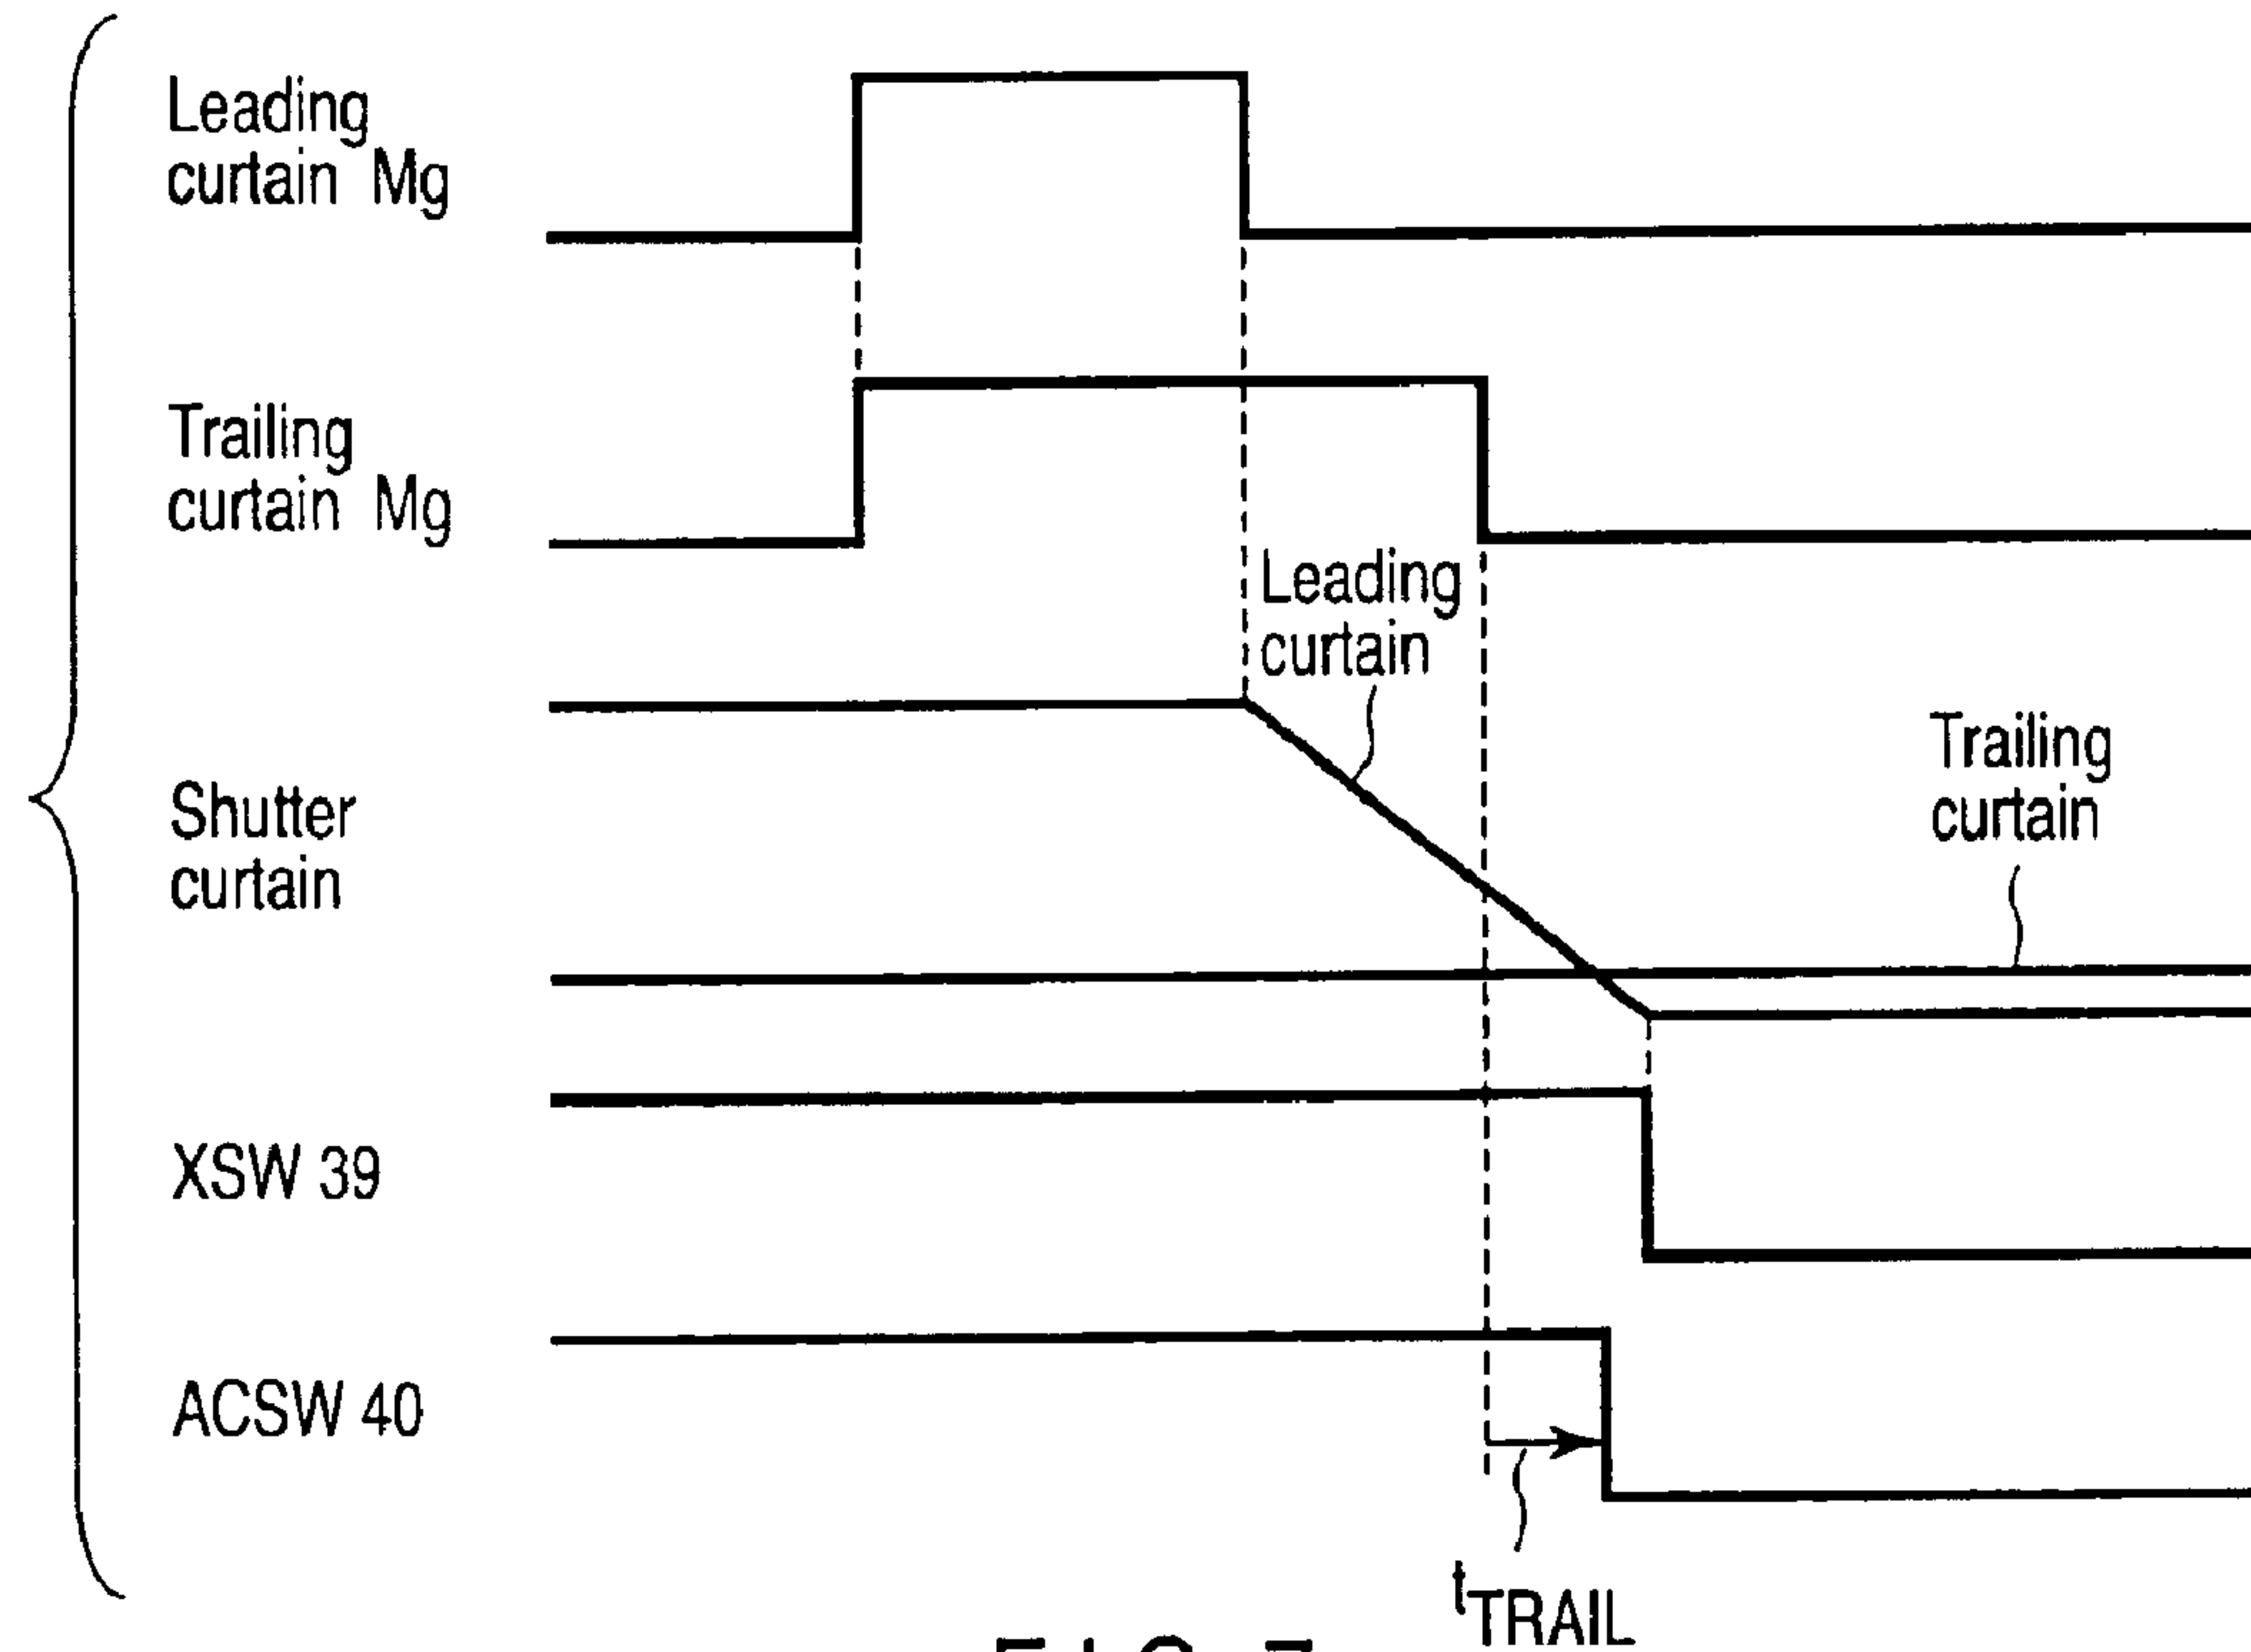 Leading
curtain Mg
Trailing
curtain Mg
Leading
curtain
Trailing
curtain
Shutter
curtain
XSW 39
ACSW 40
tTRAIL